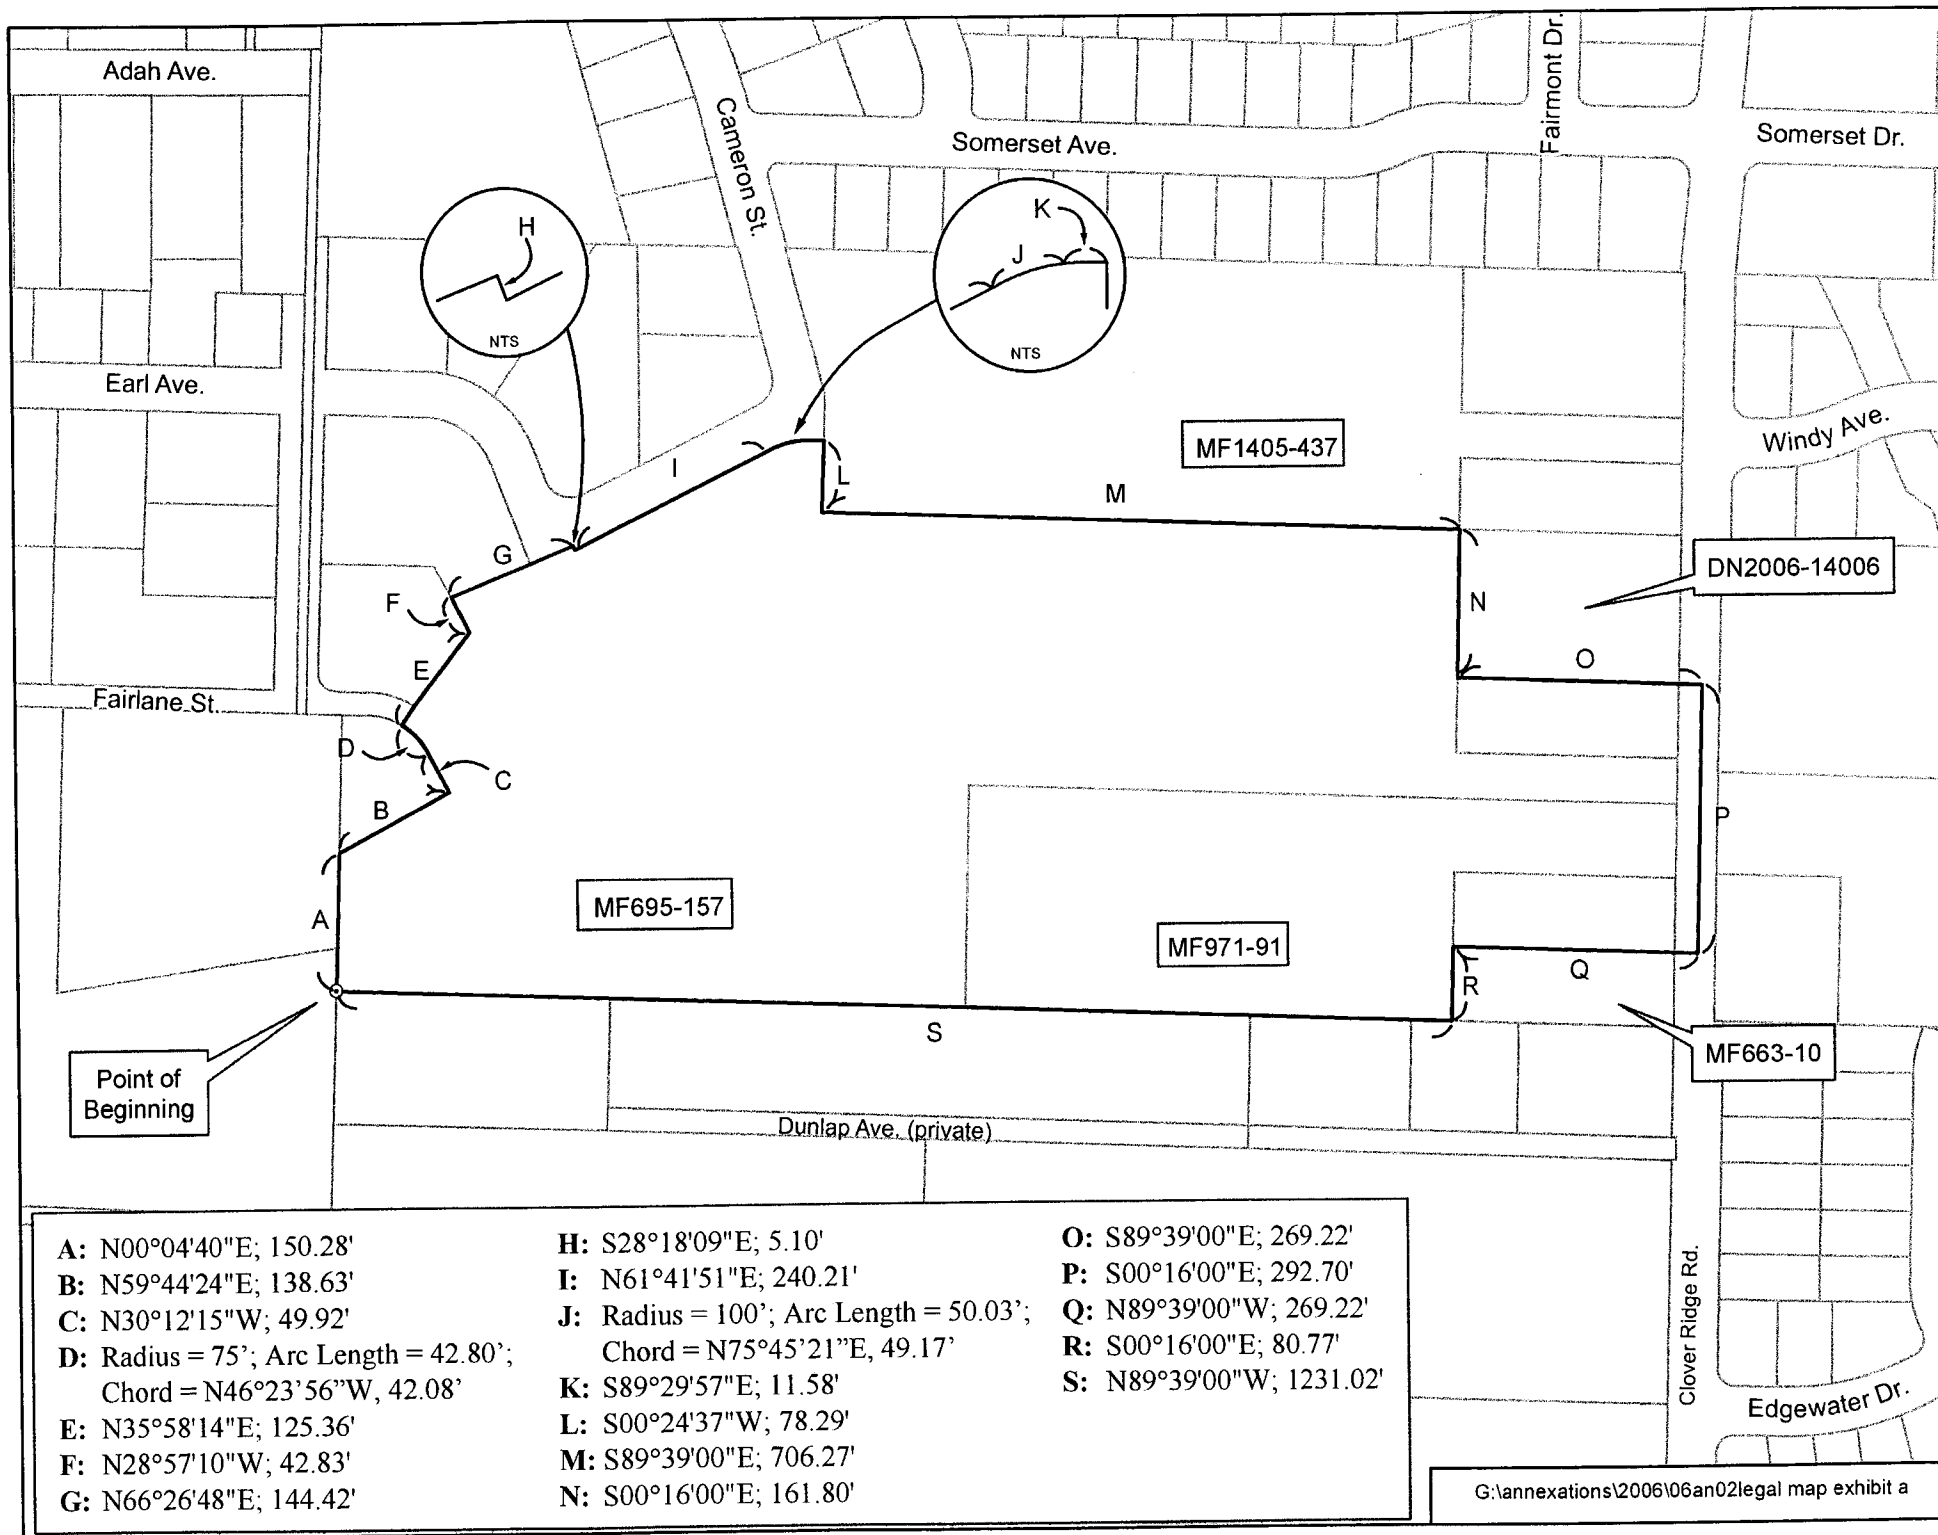 Adah Ave.
Cameron St.
Fairmont Dr.
Somerset Ave.
Somerset Dr.
H
NTS
K
J
NTS
Earl Ave.
Windy Ave.
MF1405-437
I
L
M
G
DN2006-14006
F
N
E
O
Fairlane St.
D
C
B
P
A
MF695-157
MF971-91
Q
R
S
Point of
Beginning
MF663-10
Dunlap Ave. (private)
Clover Ridge Rd.
Edgewater Dr.
A: N00°04'40"E; 150.28'
B: N59°44'24"E; 138.63'
C: N30°12'15"W; 49.92'
D: Radius = 75’; Arc Length = 42.80’;
Chord = N46°23’56”W, 42.08’
E: N35°58'14"E; 125.36'
F: N28°57'10"W; 42.83'
G: N66°26'48"E; 144.42'
H: S28°18'09"E; 5.10'
I: N61°41'51"E; 240.21'
J: Radius = 100’; Arc Length = 50.03’;
Chord = N75°45’21”E, 49.17’
K: S89°29'57"E; 11.58'
L: S00°24'37"W; 78.29'
M: S89°39'00"E; 706.27'
N: S00°16'00"E; 161.80'
O: S89°39'00"E; 269.22'
P: S00°16'00"E; 292.70'
Q: N89°39'00"W; 269.22'
R: S00°16'00"E; 80.77'
S: N89°39'00"W; 1231.02'
G:\annexations\2006\06an02legal map exhibit a